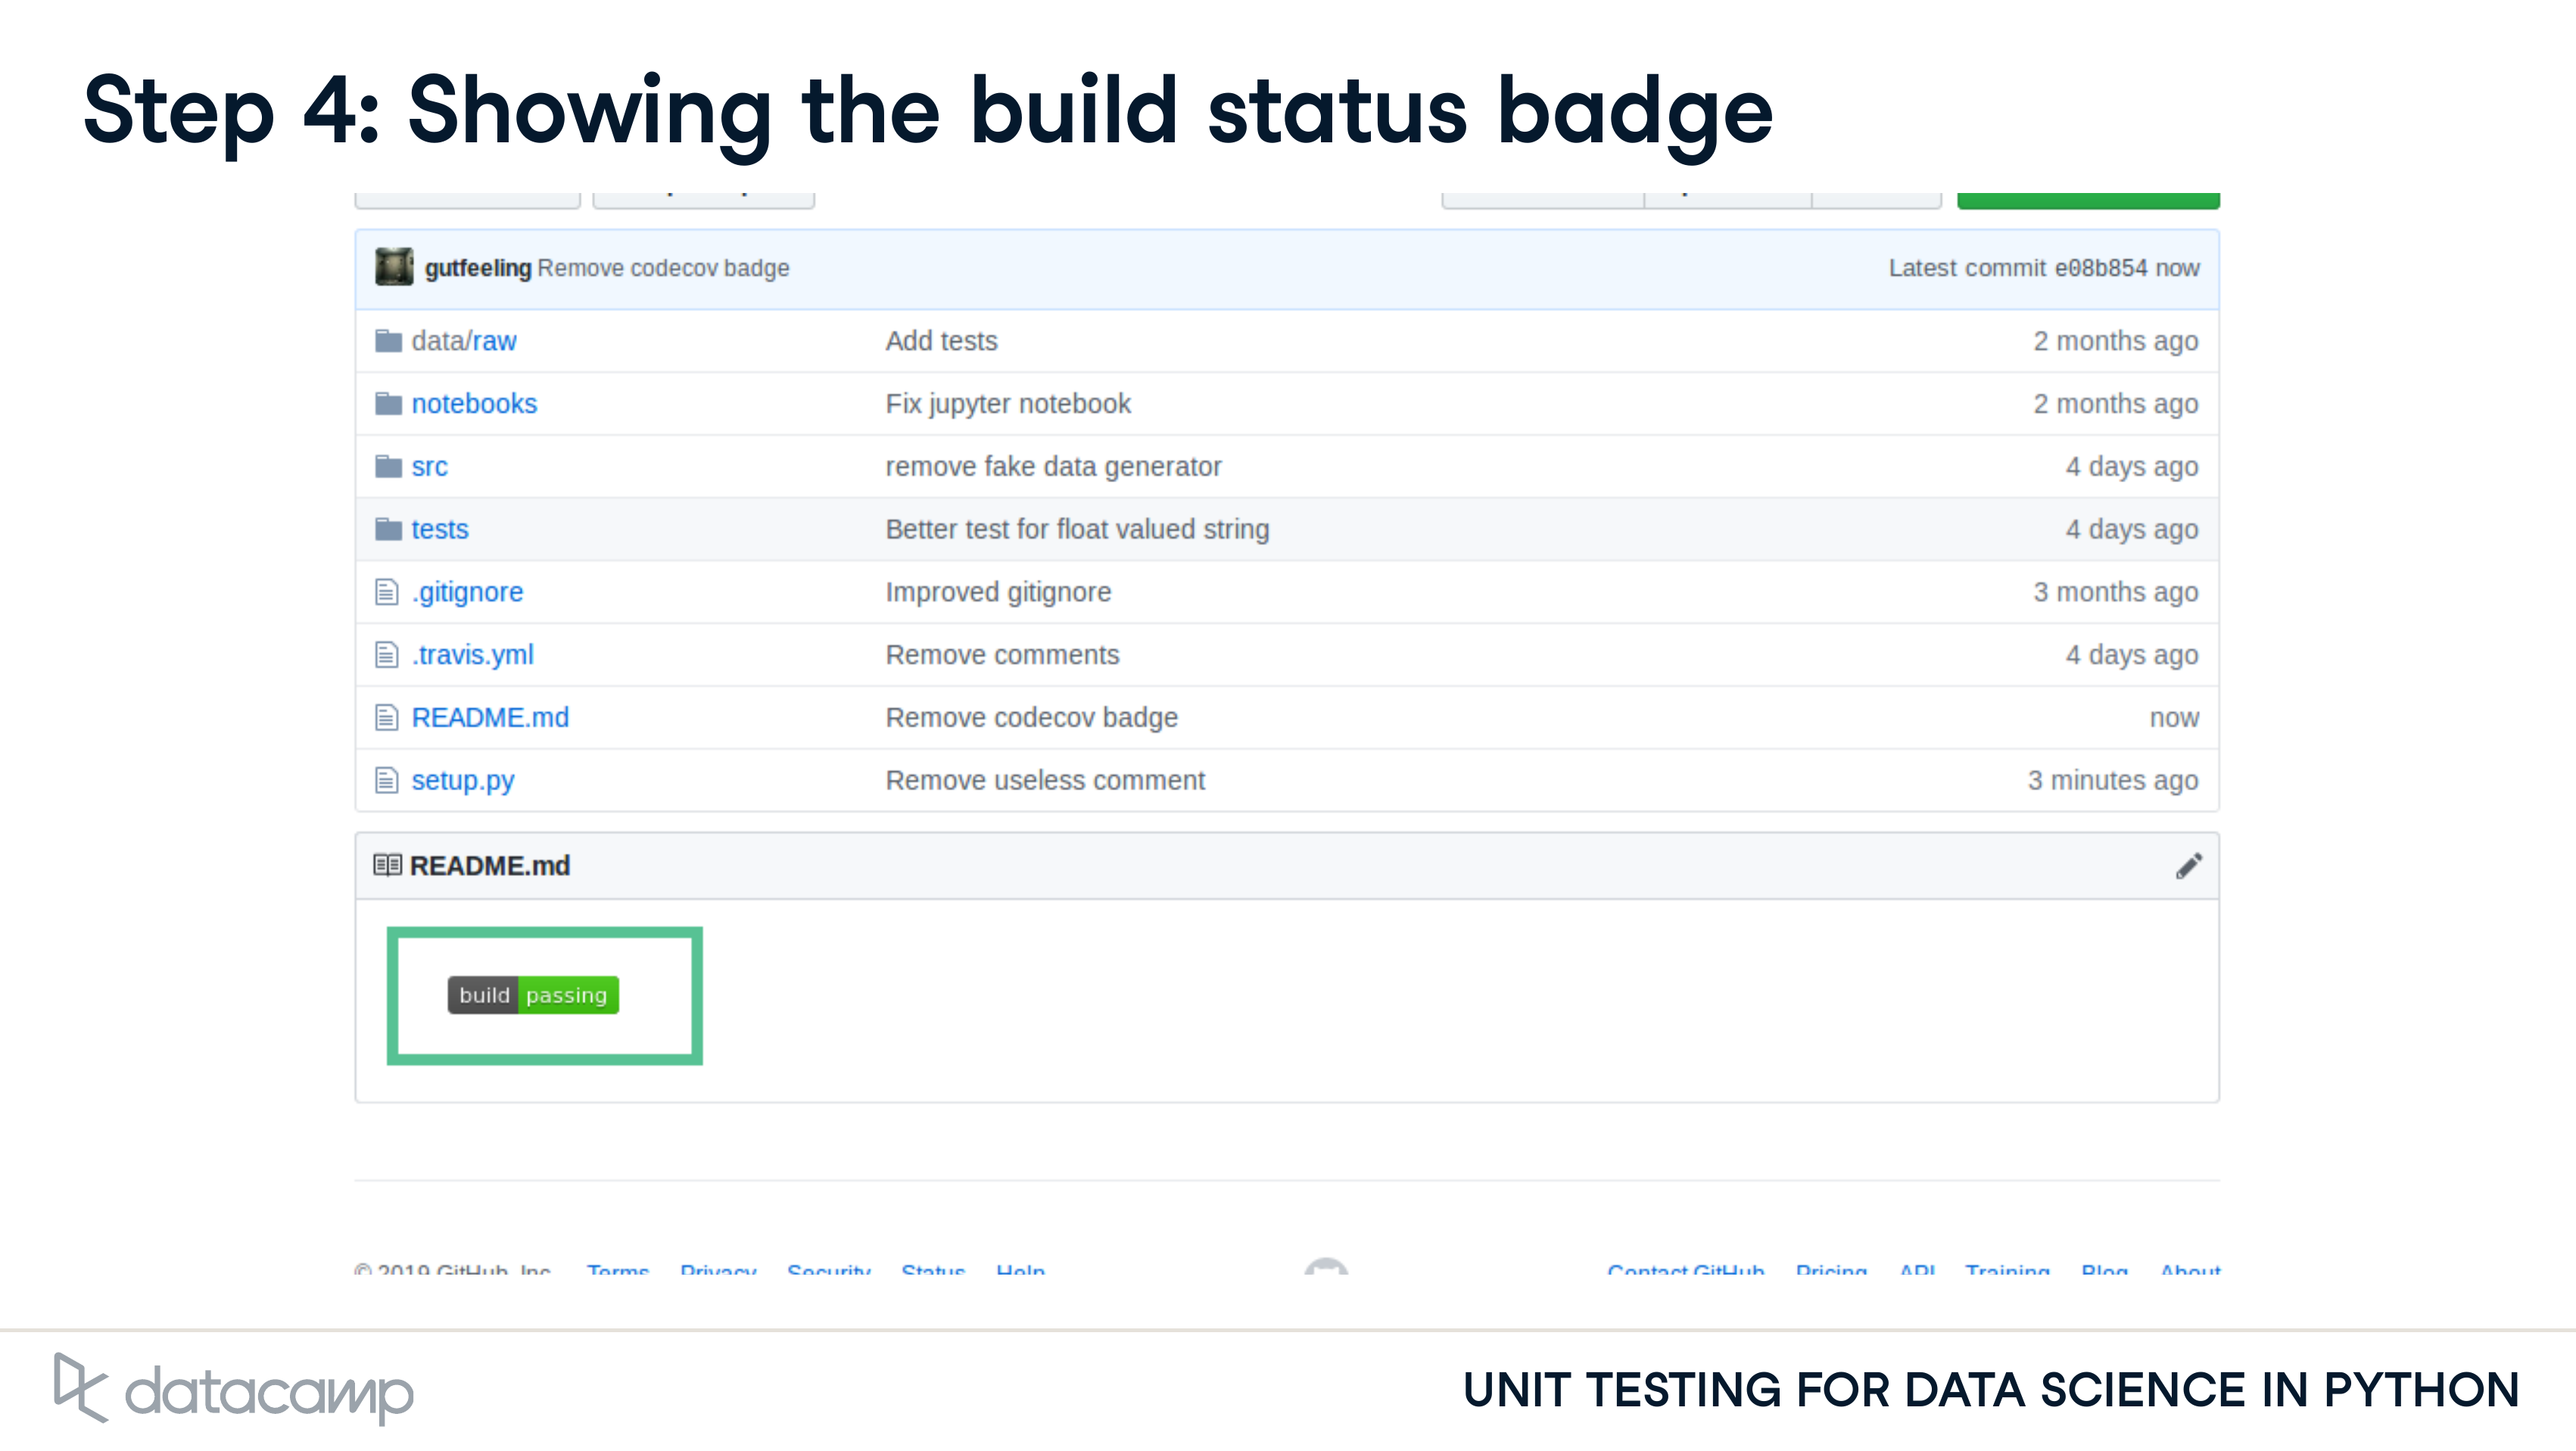 Step 4: Showing the build status badge
gutfeeling Remove codecov badge Latest commit e08b854 now
data/raw Add tests 2 months ago
notebooks Fix jupyter notebook 2 months ago
src remove fake data generator 4 days ago
tests Better test for float valued string 4 days ago
.gitignore Improved gitignore 3 months ago
.travis.yml Remove comments 4 days ago
README.md Remove codecov badge now
setup.py Remove useless comment 3 minutes ago
README.md
build passing
© 2019 GitHub, Inc. Terms Privacy Security Status Help Contact GitHub Pricing API Training Blog About
datacamp UNIT TESTING FOR DATA SCIENCE IN PYTHON